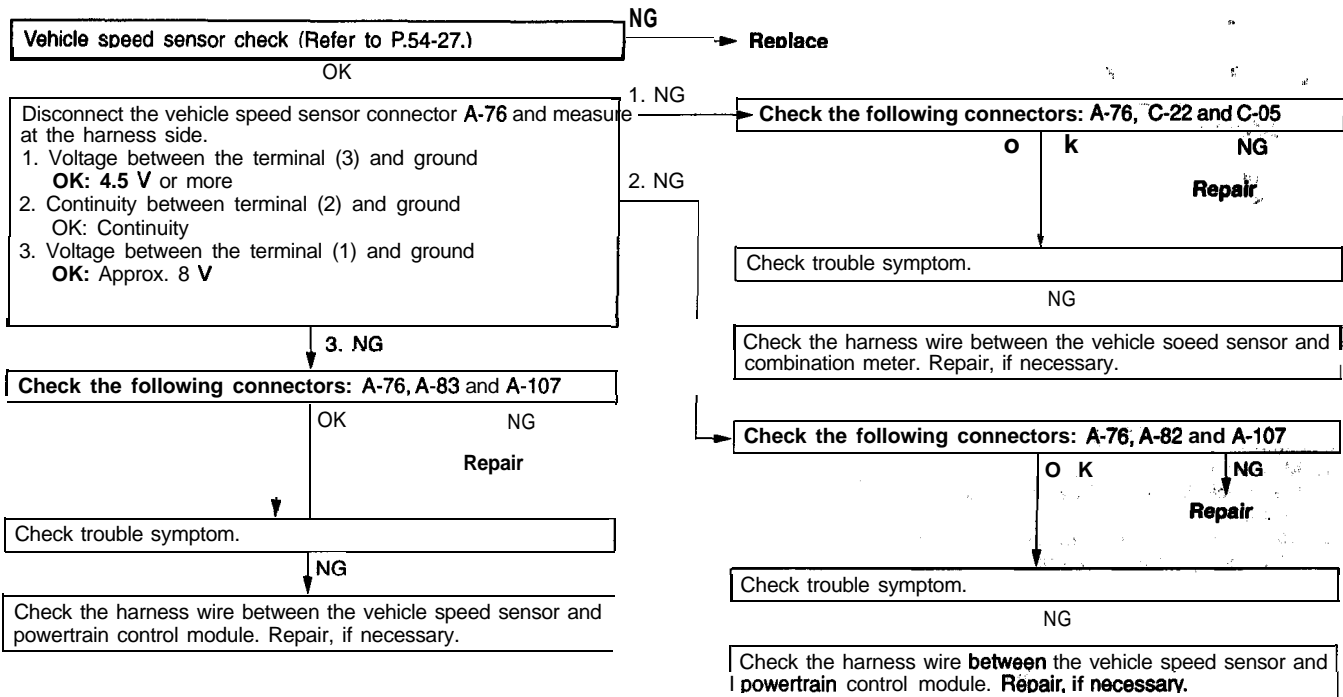 NG
Vehicle speed sensor check (Refer to P.54-27.)
Replace
OK
Disconnect the vehicle speed sensor connector A-76 and measure
at the harness side.
1. Voltage between the terminal (3) and ground
OK: 4.5 V or more
2. Continuity between terminal (2) and ground
OK: Continuity
3. Voltage between the terminal (1) and ground
OK: Approx. 8 V
1. NG
Check the following connectors: A-76, C-22 and C-05
o k
NG
Repair
2. NG
Check trouble symptom.
NG
Check the harness wire between the vehicle soeed sensor and
combination meter. Repair, if necessary.
3. NG
Check the following connectors: A-76, A-83 and A-107
OK
NG
Repair
Check trouble symptom.
NG
Check the harness wire between the vehicle speed sensor and
powertrain control module. Repair, if necessary.
Check the following connectors: A-76, A-82 and A-107
O K
NG
Repair
Check trouble symptom.
NG
Check the harness wire between the vehicle speed sensor and
powertrain control module. Repair, if necessary.